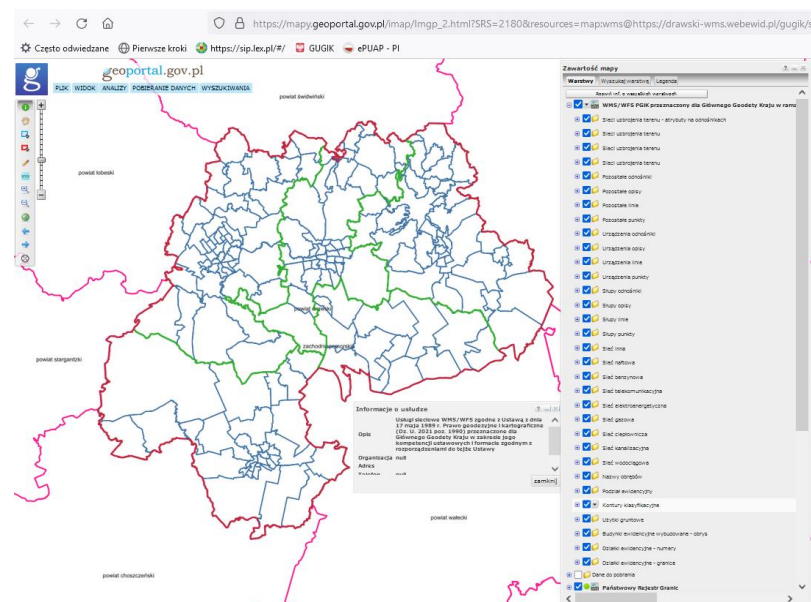 https://mapy.geoportal.gov.pl/imap/Imgp_2.html?SRS=2180&resources=map:wms@https://drawski-wms.webewid.pl/gugik/
Często odwiedzane Pierwsze kroki https://sip.lex.pl/#/ GUGIK ePUAP - Pl
geoportal.gov.pl
PLIK WIDOK ANALIZY POBIERANIE DANYCH WYSZUKIWANIA
powiat świdwiński
powiat łobeski
powiat
zachodniopomorskie
powiat stargardzki
powiat wałecki
powiat choszczeński
Informacje o usłudze
Opis
Usługi sieciowe WMS/WFS zgodne z Ustawą z dnia
17 maja 1989 r. Prawo geodezyjne i kartograficzne
(Dz. U. 2021 poz. 1990) przeznaczone dla
Głównego Geodety Kraju w zakresie jego
kompetencji ustawowych i formacie zgodnym z
rozporządzeniami do tejże Ustawy
Organizacja null
Adres
Telefon null
zamknij
Zawartość mapy
Warstwy Wyszukaj warstwę Legenda
WMS/WFS PGiK przeznaczony dla Głównego Geodety Kraju w rama
Sieci uzbrojenia terenu - atrybuty na odnośnikach
Sieci uzbrojenia terenu
Sieci uzbrojenia terenu
Sieci uzbrojenia terenu
Pozostałe odnośniki
Pozostałe opisy
Pozostałe linie
Pozostałe punkty
Urządzenia odnośniki
Urządzenia opisy
Urządzenia linie
Urządzenia punkty
Słupy odnośniki
Słupy opisy
Słupy linie
Słupy punkty
Sieć inna
Sieć naftowa
Sieć benzynowa
Sieć telekomunikacyjna
Sieć elektroenergetyczna
Sieć gazowa
Sieć ciepłownicza
Sieć kanalizacyjna
Sieć wodociągowa
Nazwy obrębów
Podział ewidencyjny
Kontury klasyfikacyjne
Użytki gruntowe
Budynki ewidencyjne wybudowane - obrys
Działki ewidencyjne - numery
Działki ewidencyjne - granice
Dane do pobrania
Państwowy Rejestr Granic